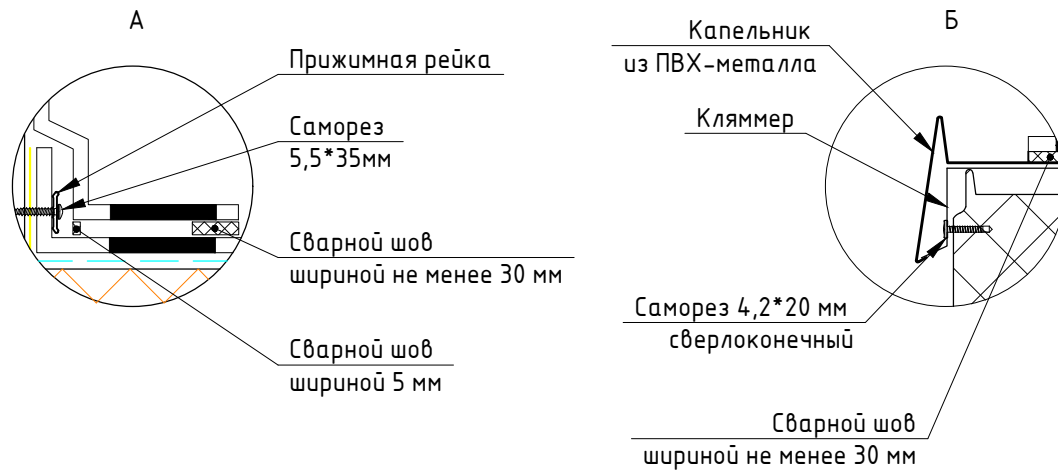 А
Прижимная рейка
Саморез
5,5*35мм
Сварной шов
шириной не менее 30 мм
Сварной шов
шириной 5 мм
Б
Капельник
из ПВХ-металла
Кляммер
Саморез 4,2*20 мм
сверлоконечный
Сварной шов
шириной не менее 30 мм